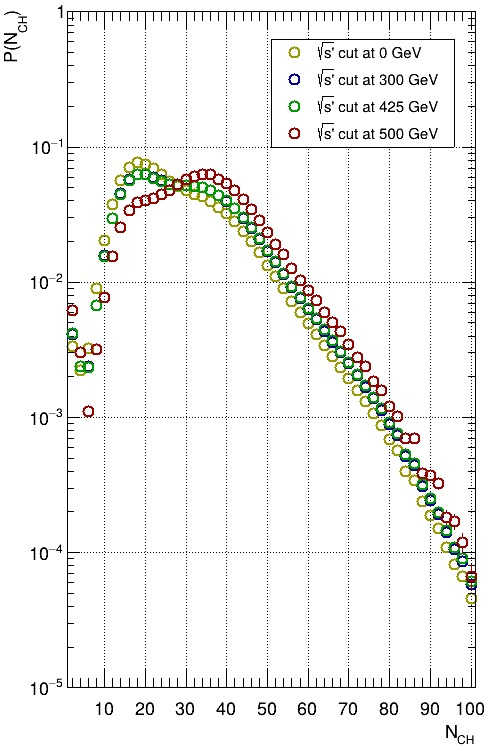 P(N_CH)
1
10⁻¹
10⁻²
10⁻³
10⁻⁴
10⁻⁵
√s' cut at 0 GeV
√s' cut at 300 GeV
√s' cut at 425 GeV
√s' cut at 500 GeV
10 20 30 40 50 60 70 80 90 100
N_CH